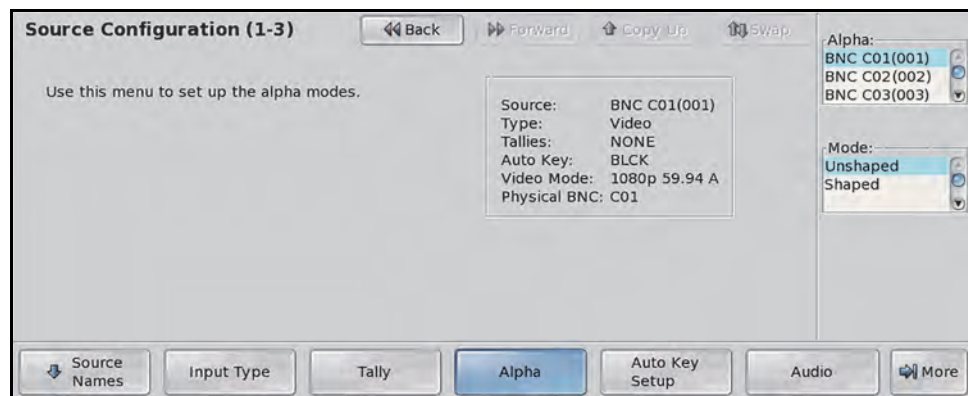 Source Configuration (1-3)
Back
Forward
Copy Up
Swap
Use this menu to set up the alpha modes.
Source: BNC C01(001)
Type: Video
Tallies: NONE
Auto Key: BLCK
Video Mode: 1080p 59.94 A
Physical BNC: C01
Alpha:
BNC C01(001)
BNC C02(002)
BNC C03(003)
Mode:
Unshaped
Shaped
Source
Names
Input Type
Tally
Alpha
Auto Key
Setup
Audio
More